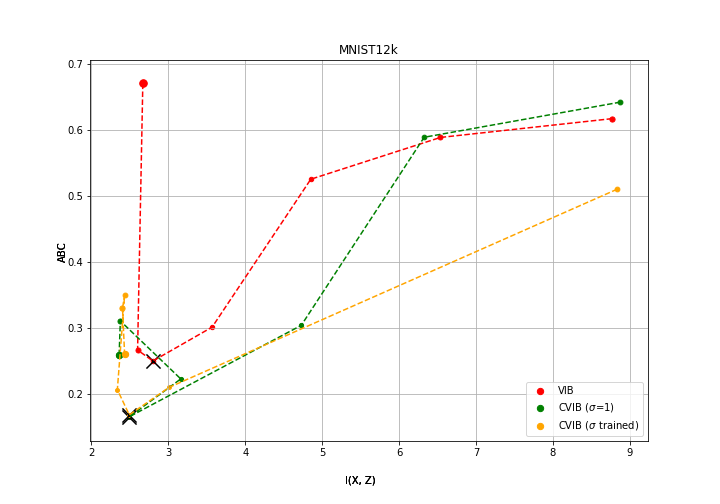 MNIST12k
0.7
0.6
0.5
0.4
0.3
0.2
ABC
2 3 4 5 6 7 8 9
I(X, Z)
VIB
CVIB (σ=1)
CVIB (σ trained)